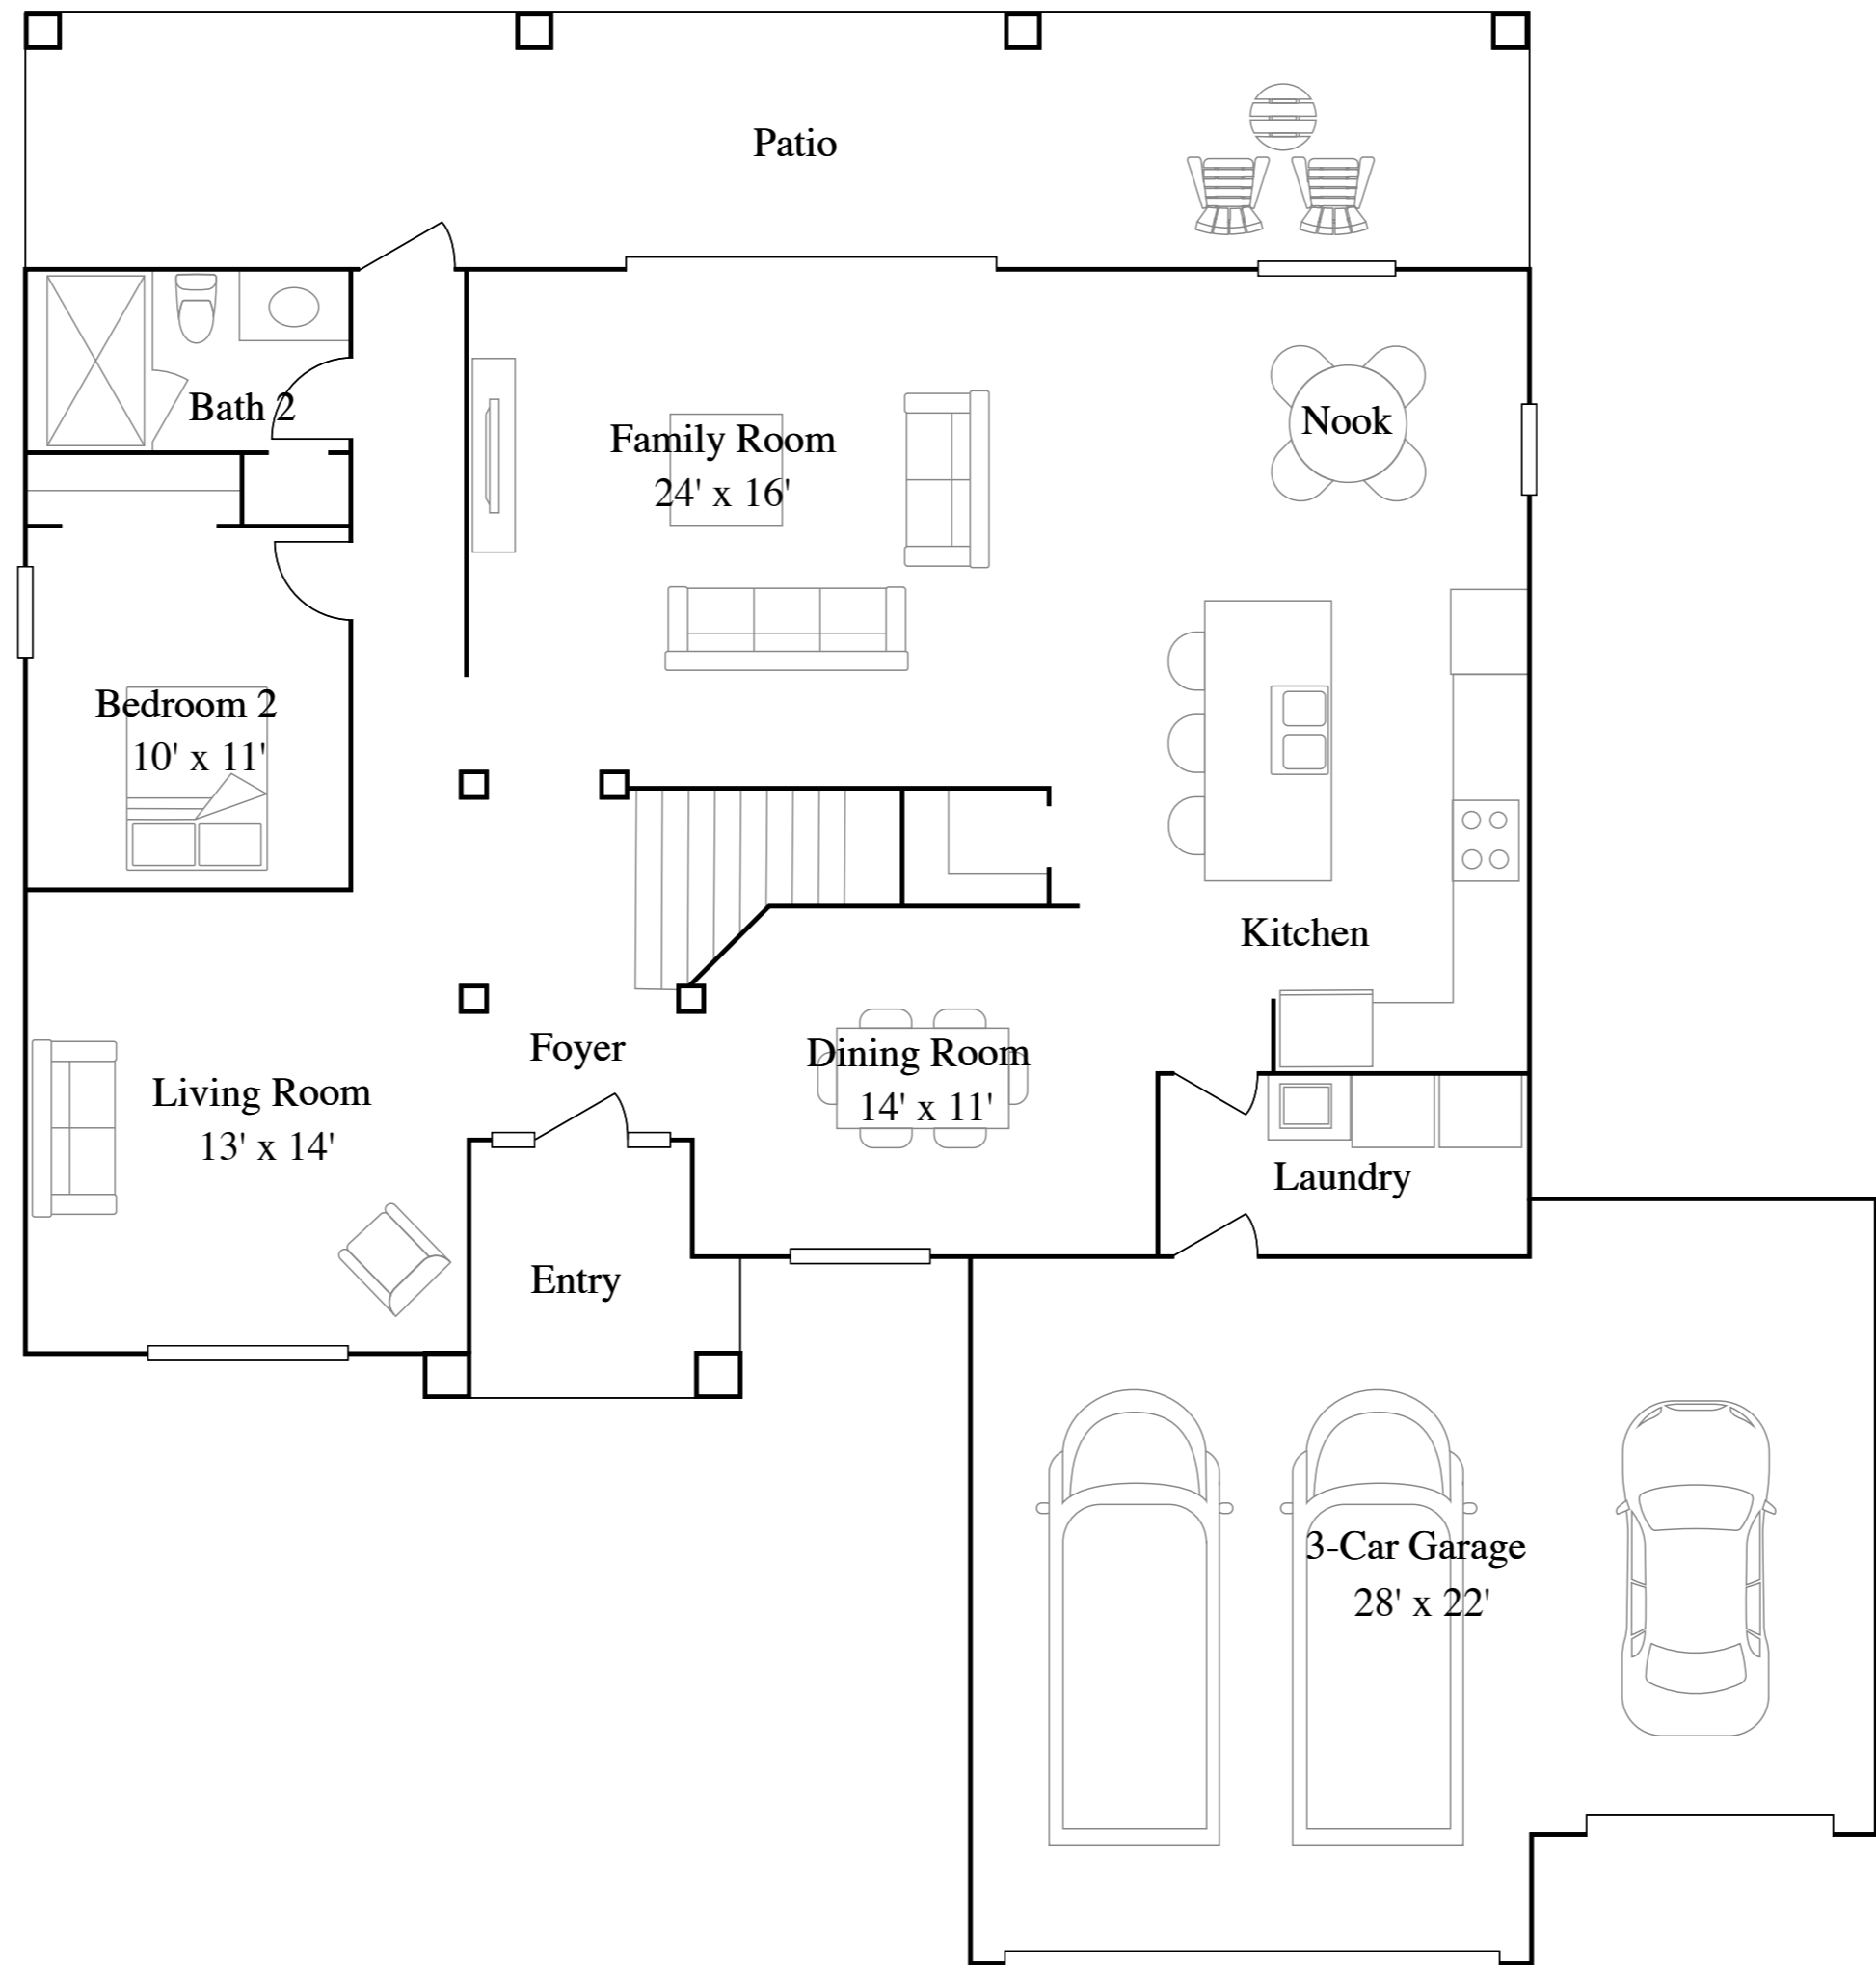 Patio
Bath 2
Family Room
24' x 16'
Nook
Bedroom 2
10' x 11'
Kitchen
Foyer
Dining Room
14' x 11'
Living Room
13' x 14'
Laundry
Entry
3-Car Garage
28' x 22'